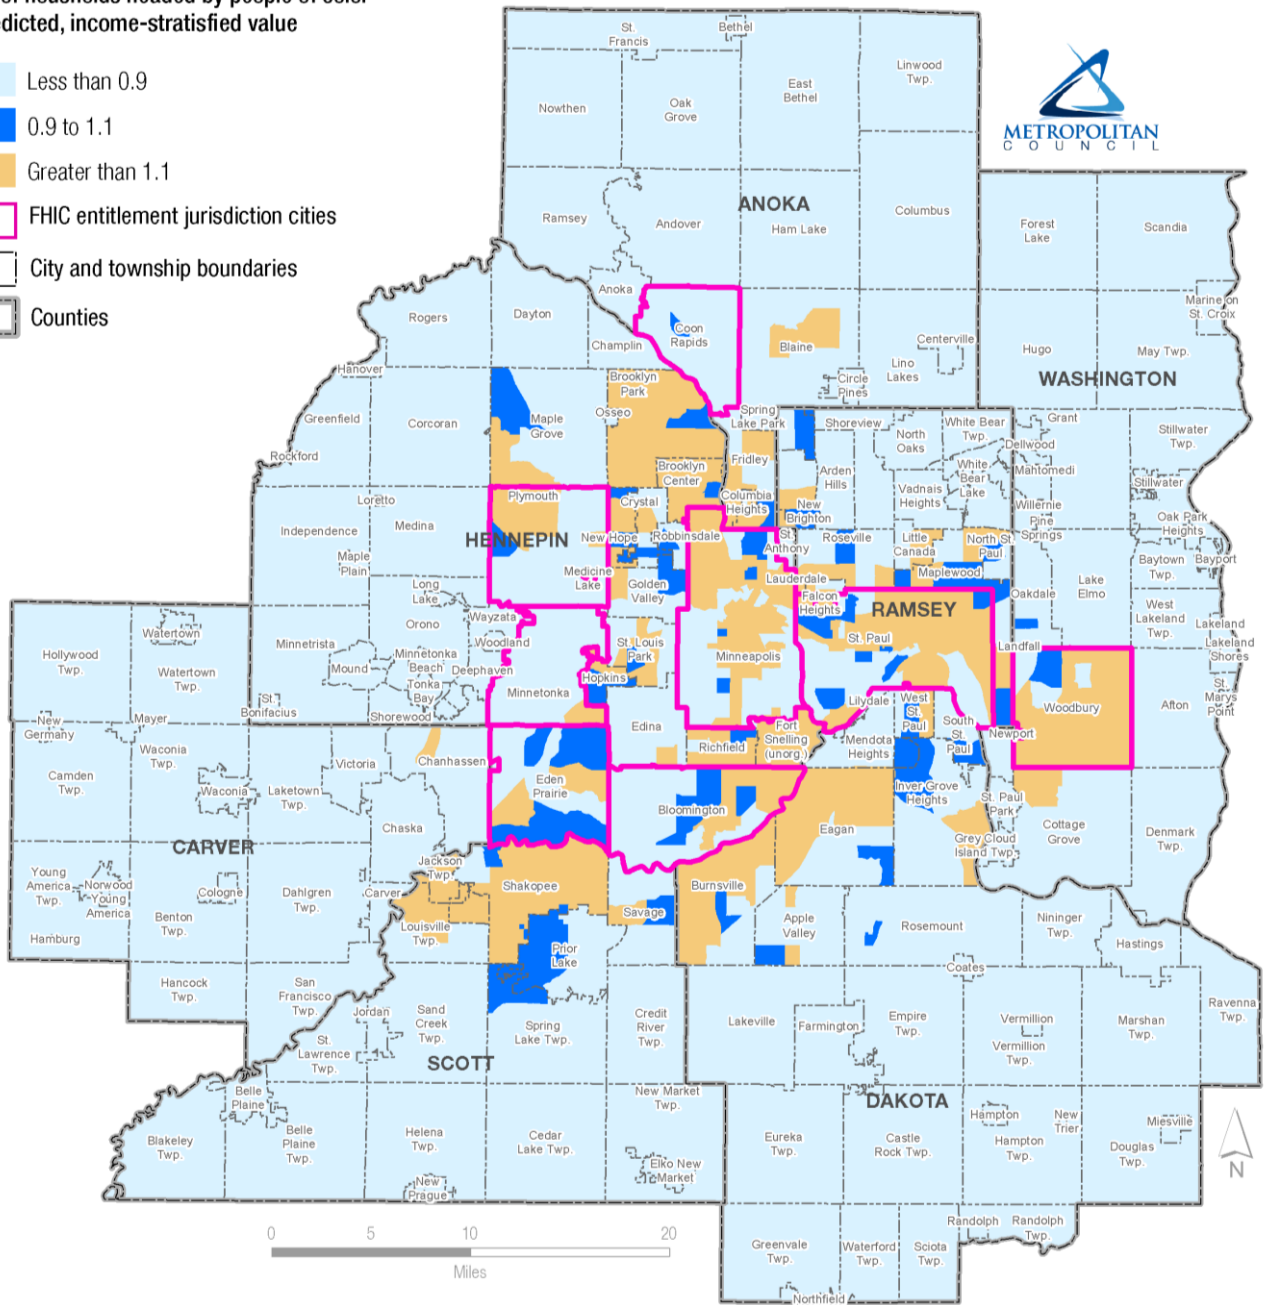 edicted, income-stratisfied value
Less than 0.9
0.9 to 1.1
Greater than 1.1
FHIC entitlement jurisdiction cities
City and township boundaries
Counties
METROPOLITAN
COUNCIL
St.
Francis
Bethel
Linwood
Twp.
Nowthen
Oak
Grove
East
Bethel
ANOKA
Ramsey
Andover
Ham Lake
Columbus
Forest
Lake
Scandia
Anoka
Marine on
St. Croix
Rogers
Dayton
Champlin
Coon
Rapids
Blaine
Centerville
Lino
Lakes
Circle
Pines
Hugo
May Twp.
WASHINGTON
Hanover
Greenfield
Corcoran
Maple
Grove
Osseo
Brooklyn
Park
Spring
Lake Park
Shoreview
North
Oaks
White Bear
Twp.
Grant
Dellwood
Stillwater
Twp.
Rockford
Brooklyn
Center
Fridley
Arden
Hills
White
Bear
Lake
Mahtomedi
Stillwater
Loretto
Plymouth
Crystal
Columbia
Heights
New
Brighton
Vadnais
Heights
Willernie
Pine
Springs
Oak Park
Heights
Independence
Medina
HENNEPIN
New Hope
Robbinsdale
St.
Anthony
Roseville
Little
Canada
North St.
Paul
Baytown
Twp.
Bayport
Maple
Plain
Medicine
Lake
Golden
Valley
Lauderdale
Maplewood
Oakdale
Lake
Elmo
Long
Lake
Falcon
Heights
RAMSEY
West
Lakeland
Twp.
Lakeland
Lakeland
Shores
Hollywood
Twp.
Watertown
Watertown
Twp.
Minnetrista
Orono
Wayzata
Woodland
Mound
Minnetonka
Beach
Tonka
Bay
Deephaven
St. Louis
Park
Hopkins
Minneapolis
St. Paul
Landfall
Minnetonka
St.
Bonifacius
Shorewood
Lilydale
West
St.
Paul
South
St.
Paul
Newport
Woodbury
Afton
St.
Marys
Point
New
Germany
Mayer
Waconia
Twp.
Victoria
Chanhassen
Edina
Richfield
Fort
Snelling
(unorg.)
Mendota
Heights
Camden
Twp.
Waconia
Laketown
Twp.
Eden
Prairie
Bloomington
Inver Grove
Heights
St. Paul
Park
CARVER
Chaska
Eagan
Grey Cloud
Island Twp.
Cottage
Grove
Denmark
Twp.
Young
America
Twp.
Norwood
Young
America
Cologne
Dahlgren
Twp.
Carver
Jackson
Twp.
Shakopee
Burnsville
Benton
Twp.
Louisville
Twp.
Savage
Apple
Valley
Rosemount
Nininger
Twp.
Hamburg
Prior
Lake
Hastings
Coates
Hancock
Twp.
San
Francisco
Twp.
Jordan
Sand
Creek
Twp.
Spring
Lake Twp.
Credit
River
Twp.
Lakeville
Farmington
Empire
Twp.
Vermillion
Vermillion
Twp.
Marshan
Twp.
Ravenna
Twp.
St.
Lawrence
Twp.
SCOTT
Belle
Plaine
New Market
Twp.
DAKOTA
Hampton
New
Trier
Miesville
Blakeley
Twp.
Belle
Plaine
Twp.
Helena
Twp.
Cedar
Lake Twp.
Elko New
Market
Eureka
Twp.
Castle
Rock Twp.
Hampton
Twp.
Douglas
Twp.
N
New
Prague
0 5 10 20
Miles
Randolph
Randolph
Twp.
Greenvale
Twp.
Waterford
Twp.
Sciota
Twp.
Northfield